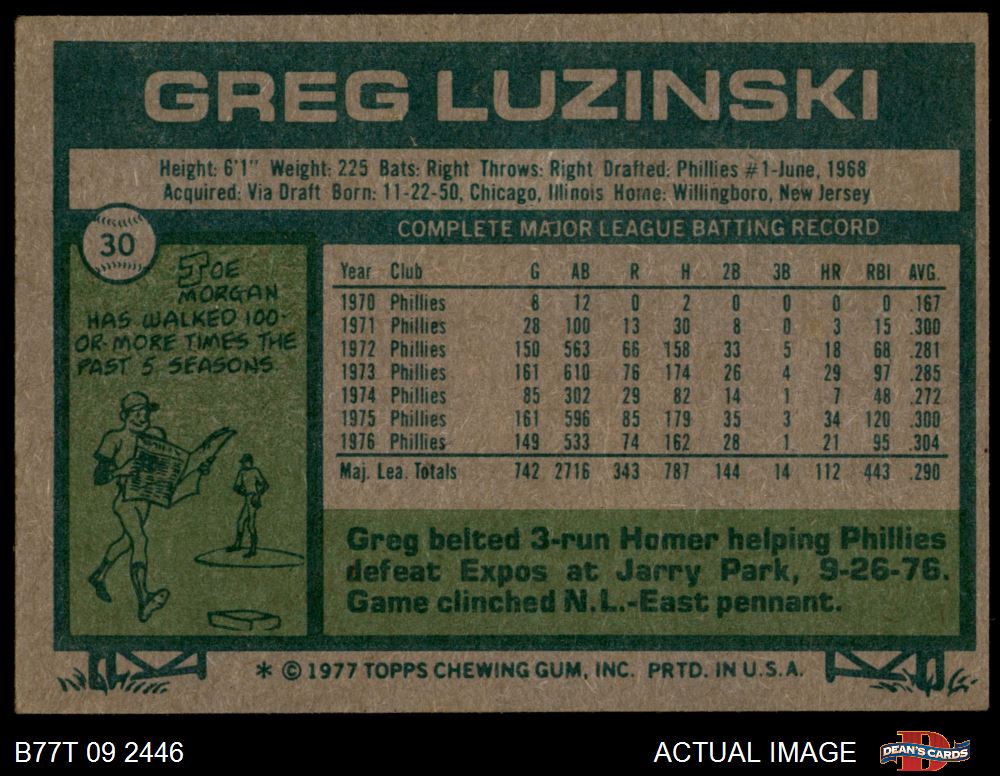 GREG LUZINSKI
Height: 6'1" Weight: 225 Bats: Right Throws: Right Drafted: Phillies #1-June, 1968
Acquired: Via Draft Born: 11-22-50, Chicago, Illinois Home: Willingboro, New Jersey
30
JOE
MORGAN
HAS WALKED 100-
OR-MORE TIMES THE
PAST 5 SEASONS
COMPLETE MAJOR LEAGUE BATTING RECORD
Year Club G AB R H 2B 3B HR RBI AVG.
1970 Phillies 8 12 0 2 0 0 0 0 .167
1971 Phillies 28 100 13 30 8 0 3 15 .300
1972 Phillies 150 563 66 158 33 5 18 68 .281
1973 Phillies 161 610 76 174 26 4 29 97 .285
1974 Phillies 85 302 29 82 14 1 7 48 .272
1975 Phillies 161 596 85 179 35 3 34 120 .300
1976 Phillies 149 533 74 162 28 1 21 95 .304
Maj. Lea. Totals 742 2716 343 787 144 14 112 443 .290
Greg belted 3-run Homer helping Phillies
defeat Expos at Jarry Park, 9-26-76.
Game clinched N.L.-East pennant.
* © 1977 TOPPS CHEWING GUM, INC. PRTD. IN U.S.A.
B77T 09 2446
ACTUAL IMAGE
D
DEAN'S CARDS